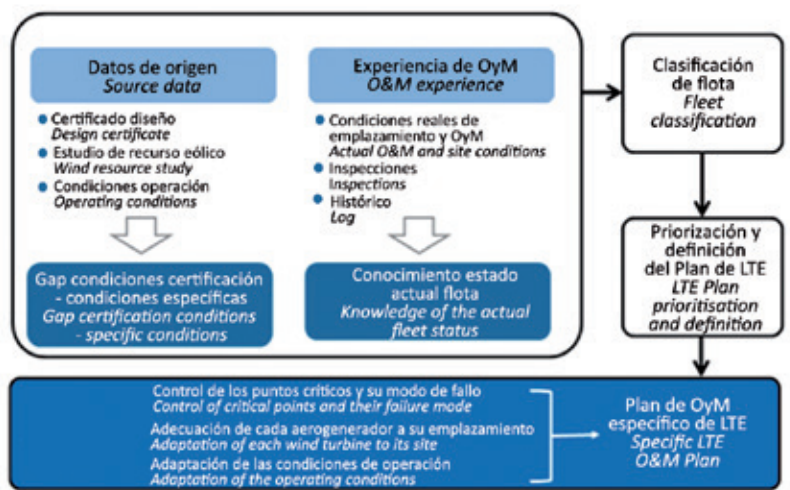 Datos de origen
Source data
Certificado diseño
Design certificate
Estudio de recurso eólico
Wind resource study
Condiciones operación
Operating conditions
Gap condiciones certificación
- condiciones específicas
Gap certification conditions
- specific conditions
Experiencia de OyM
O&M experience
Condiciones reales de
emplazamiento y OyM
Actual O&M and site conditions
Inspecciones
Inspections
Histórico
Log
Conocimiento estado
actual flota
Knowledge of the actual
fleet status
Clasificación
de flota
Fleet
classification
Priorización y
definición
del Plan de LTE
LTE Plan
prioritisation
and definition
Control de los puntos críticos y su modo de fallo
Control of critical points and their failure mode
Adecuación de cada aerogenerador a su emplazamiento
Adaptation of each wind turbine to its site
Adaptación de las condiciones de operación
Adaptation of the operating conditions
Plan de OyM
específico de LTE
Specific LTE
O&M Plan